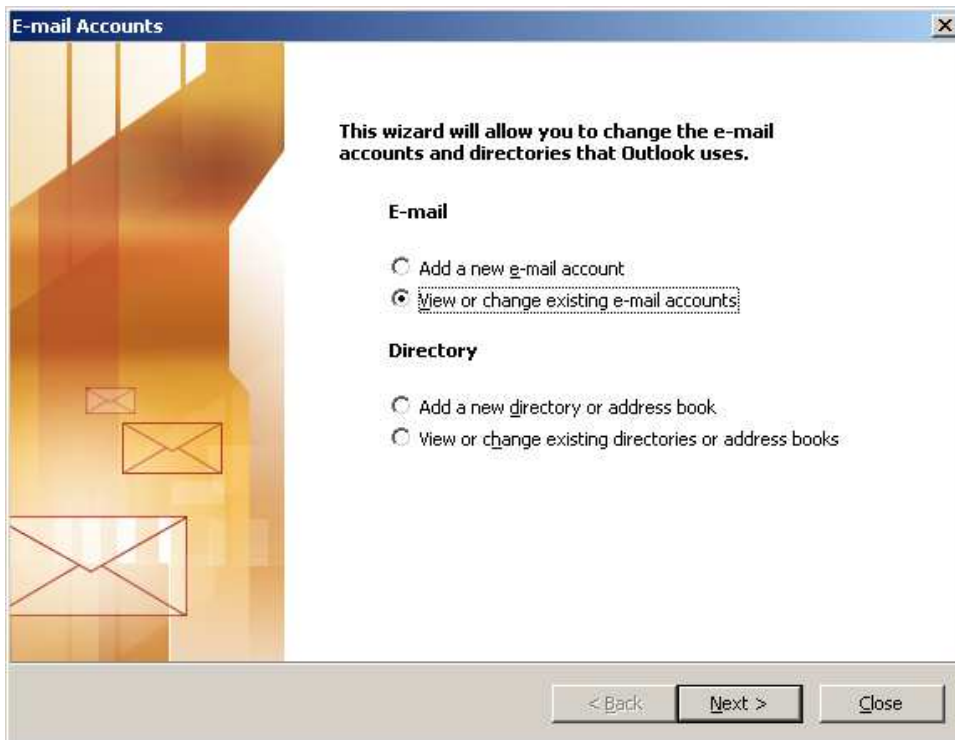 E-mail Accounts
This wizard will allow you to change the e-mail
accounts and directories that Outlook uses.
E-mail
Add a new e-mail account
View or change existing e-mail accounts
Directory
Add a new directory or address book
View or change existing directories or address books
< Back Next > Close